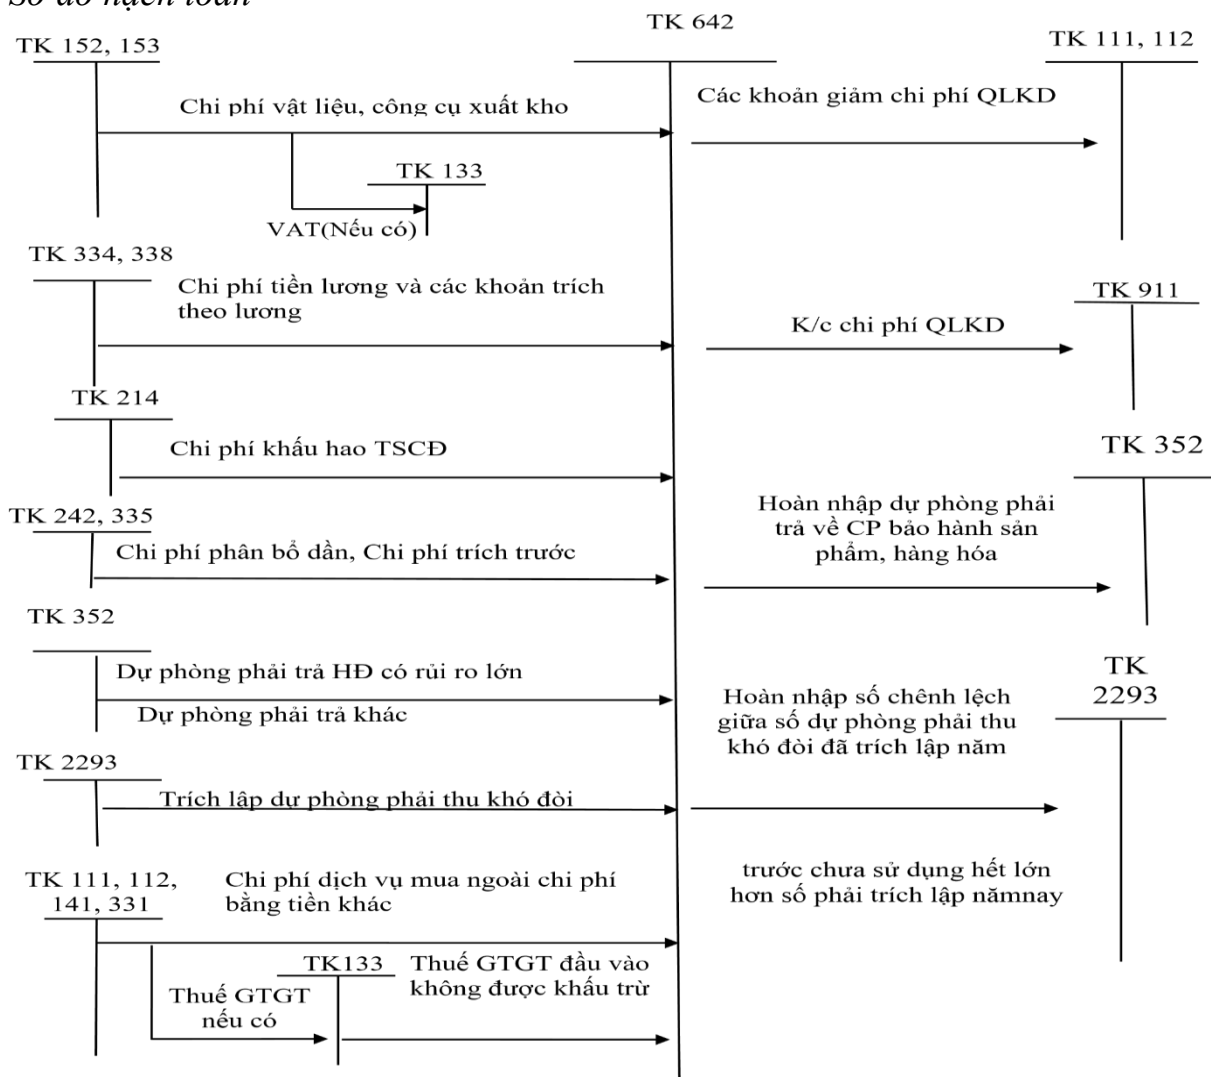 Sơ đồ hạch toán
TK 642
TK 152, 153
TK 111, 112
Chi phí vật liệu, công cụ xuất kho
Các khoản giảm chi phí QLKD
TK 133
VAT(Nếu có)
TK 334, 338
Chi phí tiền lương và các khoản trích
theo lương
TK 911
K/c chi phí QLKD
TK 214
Chi phí khấu hao TSCĐ
TK 352
TK 242, 335
Chi phí phân bổ dần, Chi phí trích trước
Hoàn nhập dự phòng phải
trả về CP bảo hành sản
phẩm, hàng hóa
TK 352
Dự phòng phải trả HĐ có rủi ro lớn
Dự phòng phải trả khác
TK
2293
Hoàn nhập số chênh lệch
giữa số dự phòng phải thu
khó đòi đã trích lập năm
TK 2293
Trích lập dự phòng phải thu khó đòi
trước chưa sử dụng hết lớn
hơn số phải trích lập nămnay
TK 111, 112,
141, 331
Chi phí dịch vụ mua ngoài chi phí
bằng tiền khác
TK133
Thuế GTGT đầu vào
không được khấu trừ
Thuế GTGT
nếu có